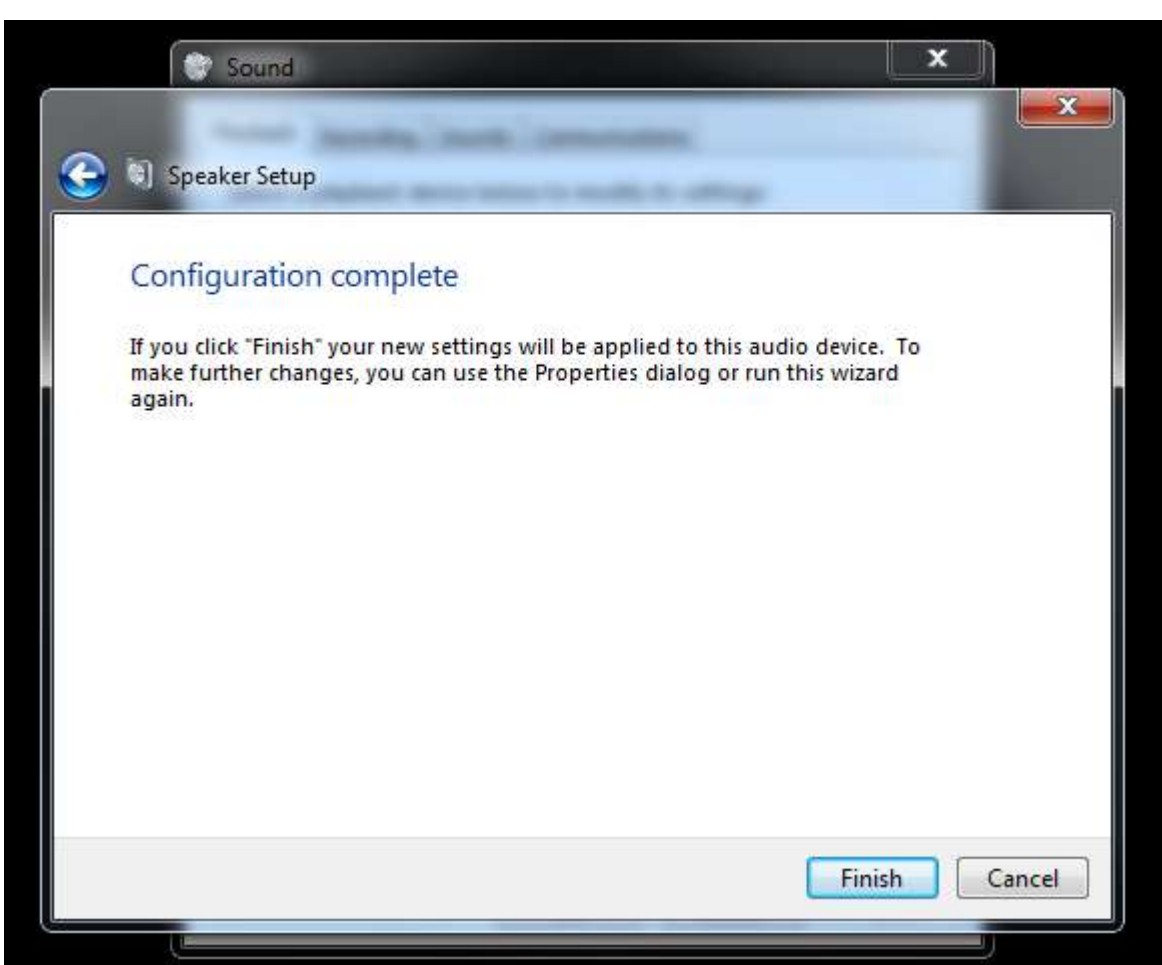 Sound
Speaker Setup
Configuration complete
If you click "Finish" your new settings will be applied to this audio device. To
make further changes, you can use the Properties dialog or run this wizard
again.
Finish
Cancel